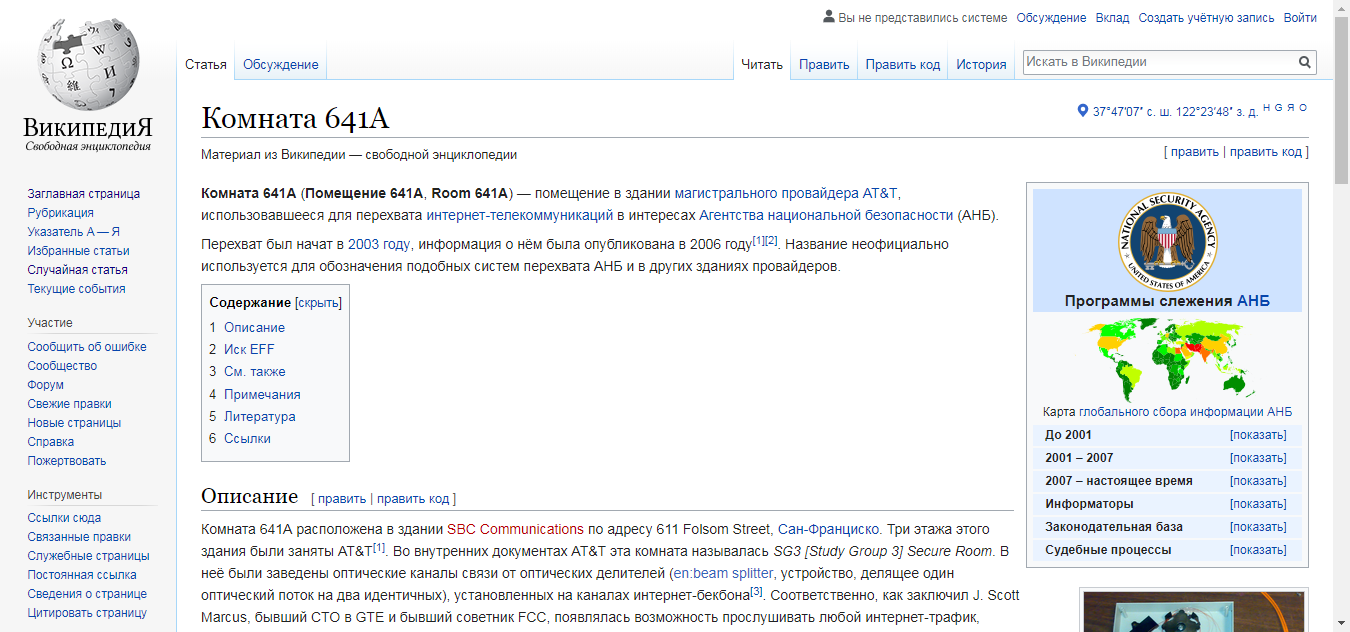 Вы не представились системе Обсуждение Вклад Создать учётную запись Войти
Статья Обсуждение Читать Править Править код История Искать в Википедии
ВикипедиЯ
Свободная энциклопедия
Заглавная страница
Рубрикация
Указатель А — Я
Избранные статьи
Случайная статья
Текущие события
Участие
Сообщить об ошибке
Сообщество
Форум
Свежие правки
Новые страницы
Справка
Пожертвовать
Инструменты
Ссылки сюда
Связанные правки
Служебные страницы
Постоянная ссылка
Сведения о странице
Цитировать страницу
Комната 641A
37°47′07″ с. ш. 122°23′48″ з. д. H G Я O
Материал из Википедии — свободной энциклопедии
[ править | править код ]
Комната 641A (Помещение 641A, Room 641A) — помещение в здании магистрального провайдера AT&T,
использовавшееся для перехвата интернет-телекоммуникаций в интересах Агентства национальной безопасности (АНБ).
Перехват был начат в 2003 году, информация о нём была опубликована в 2006 году[1][2]. Название неофициально
используется для обозначения подобных систем перехвата АНБ и в других зданиях провайдеров.
Содержание [скрыть]
1 Описание
2 Иск EFF
3 См. также
4 Примечания
5 Литература
6 Ссылки
Описание [ править | править код ]
Комната 641A расположена в здании SBC Communications по адресу 611 Folsom Street, Сан-Франциско. Три этажа этого
здания были заняты AT&T[1]. Во внутренних документах AT&T эта комната называлась SG3 [Study Group 3] Secure Room. В
неё были заведены оптические каналы связи от оптических делителей (en:beam splitter, устройство, делящее один
оптический поток на два идентичных), установленных на каналах интернет-бекбона[3]. Соответственно, как заключил J. Scott
Marcus, бывший CTO в GTE и бывший советник FCC, появлялась возможность прослушивать любой интернет-трафик,
NATIONAL SECURITY AGENCY
UNITED STATES OF AMERICA
Программы слежения АНБ
Карта глобального сбора информации АНБ
До 2001 [показать]
2001 – 2007 [показать]
2007 – настоящее время [показать]
Информаторы [показать]
Законодательная база [показать]
Судебные процессы [показать]